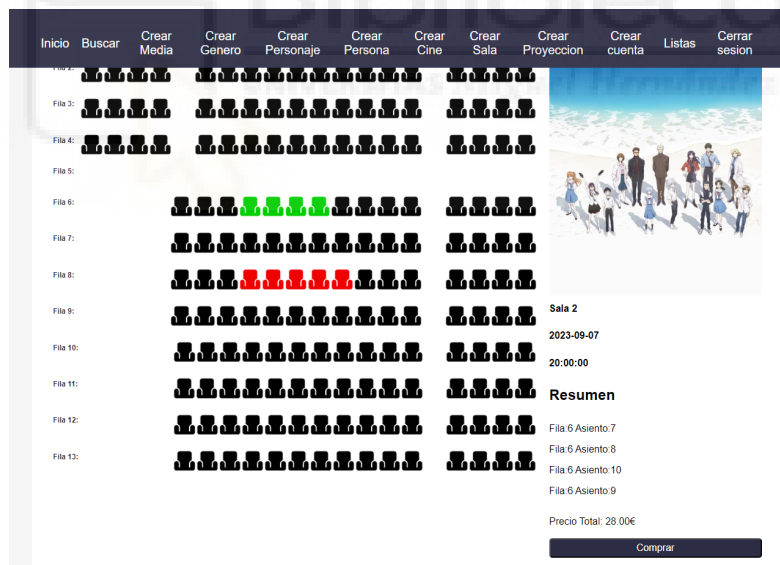 Inicio Buscar Crear Media Crear Genero Crear Personaje Crear Persona Crear Cine Crear Sala Crear Proyeccion Crear cuenta Listas Cerrar sesion
Fila 2:
Fila 3:
Fila 4:
Fila 5:
Fila 6:
Fila 7:
Fila 8:
Fila 9:
Fila 10:
Fila 11:
Fila 12:
Fila 13:
Sala 2
2023-09-07
20:00:00
Resumen
Fila:6 Asiento:7
Fila:6 Asiento:8
Fila:6 Asiento:10
Fila:6 Asiento:9
Precio Total: 28.00€
Comprar